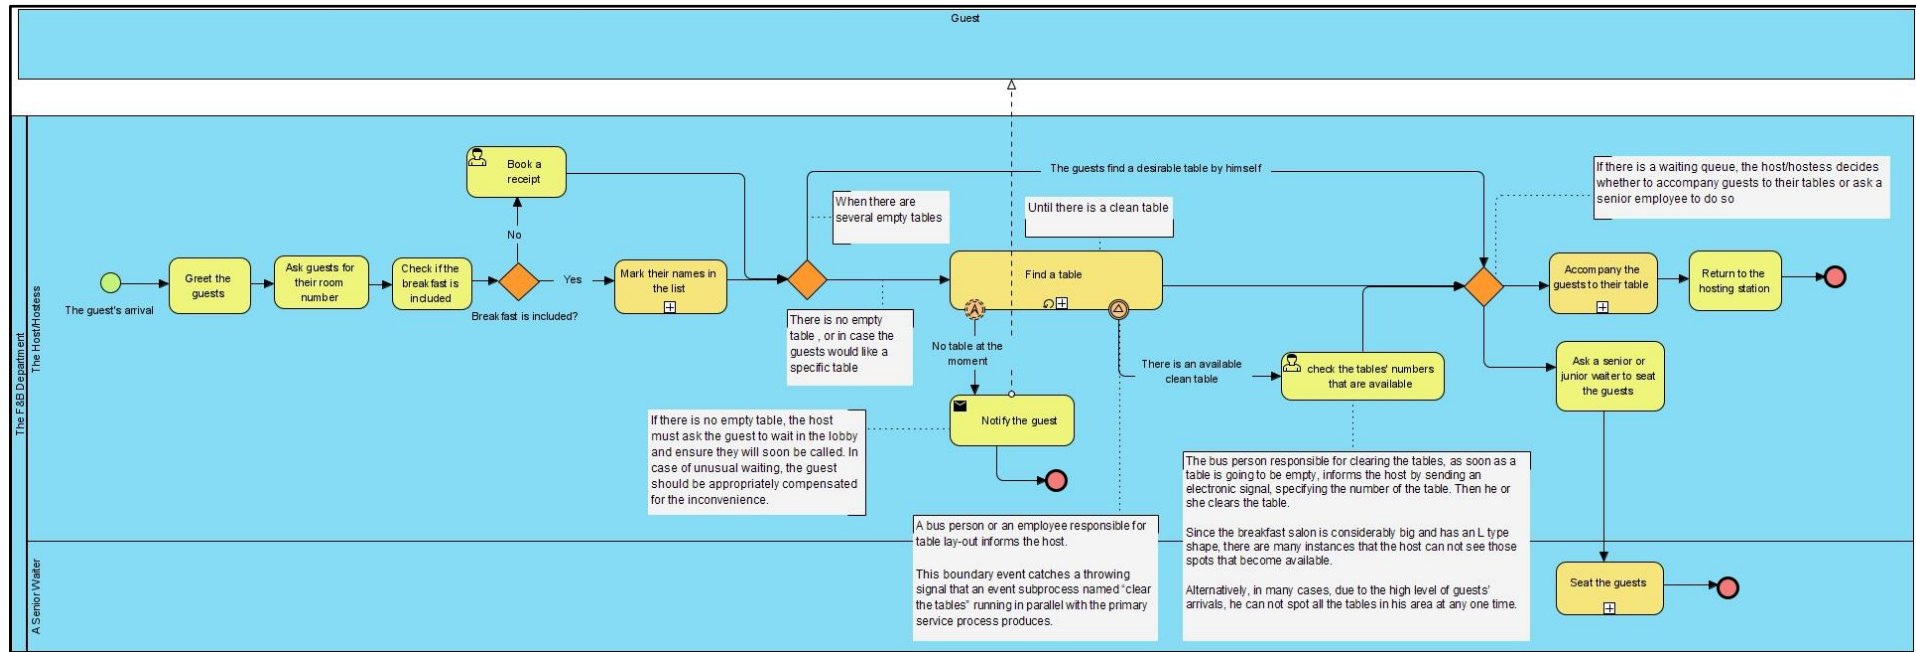 Guest
The F&B Department
The Host/Hostess
A Senior Waiter
The guest's arrival
Greet the
guests
Ask guests for
their room
number
Check if the
breakfast is
included
Breakfast is included?
No
Yes
Book a
receipt
Mark their names in
the list
When there are
several empty tables
There is no empty
table , or in case the
guests would like a
specific table
The guests find a desirable table by himself
Until there is a clean table
Find a table
A
No table at the
moment
There is an available
clean table
Notify the guest
If there is no empty table, the host
must ask the guest to wait in the lobby
and ensure they will soon be called. In
case of unusual waiting, the guest
should be appropriately compensated
for the inconvenience.
A bus person or an employee responsible for
table lay-out informs the host.
This boundary event catches a throwing
signal that an event subprocess named "clear
the tables" running in parallel with the primary
service process produces.
check the tables' numbers
that are available
The bus person responsible for clearing the tables, as soon as a
table is going to be empty, informs the host by sending an
electronic signal, specifying the number of the table. Then he or
she clears the table.
Since the breakfast salon is considerably big and has an L type
shape, there are many instances that the host can not see those
spots that become available.
Alternatively, in many cases, due to the high level of guests'
arrivals, he can not spot all the tables in his area at any one time.
If there is a waiting queue, the host/hostess decides
whether to accompany guests to their tables or ask a
senior employee to do so
Accompany the
guests to their table
Return to the
hosting station
Ask a senior or
junior waiter to seat
the guests
Seat the guests